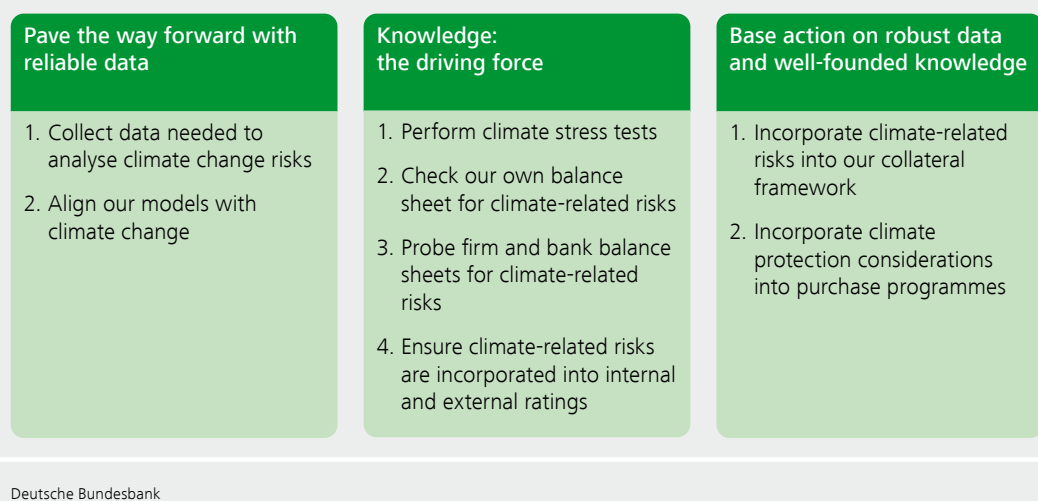 Pave the way forward with
reliable data
1. Collect data needed to
analyse climate change risks
2. Align our models with
climate change
Knowledge:
the driving force
1. Perform climate stress tests
2. Check our own balance
sheet for climate-related risks
3. Probe firm and bank balance
sheets for climate-related
risks
4. Ensure climate-related risks
are incorporated into internal
and external ratings
Base action on robust data
and well-founded knowledge
1. Incorporate climate-related
risks into our collateral
framework
2. Incorporate climate
protection considerations
into purchase programmes
Deutsche Bundesbank